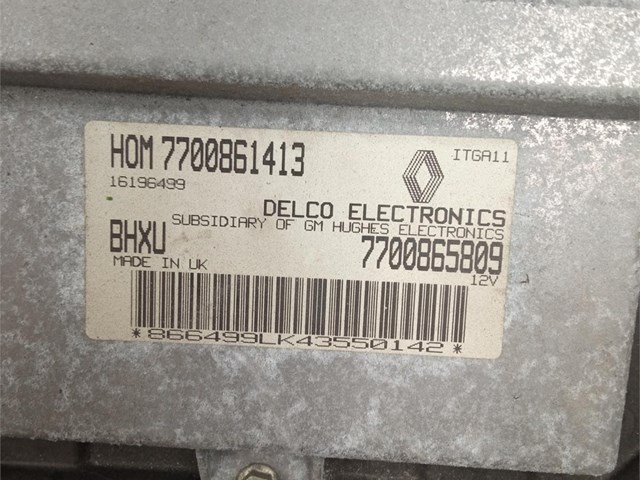 HOM 7700861413
ITGA11
16196499
DELCO ELECTRONICS
SUBSIDIARY OF GM HUGHES ELECTRONICS
BHXU
7700865809
MADE IN UK
12V
*866499LK43550142*